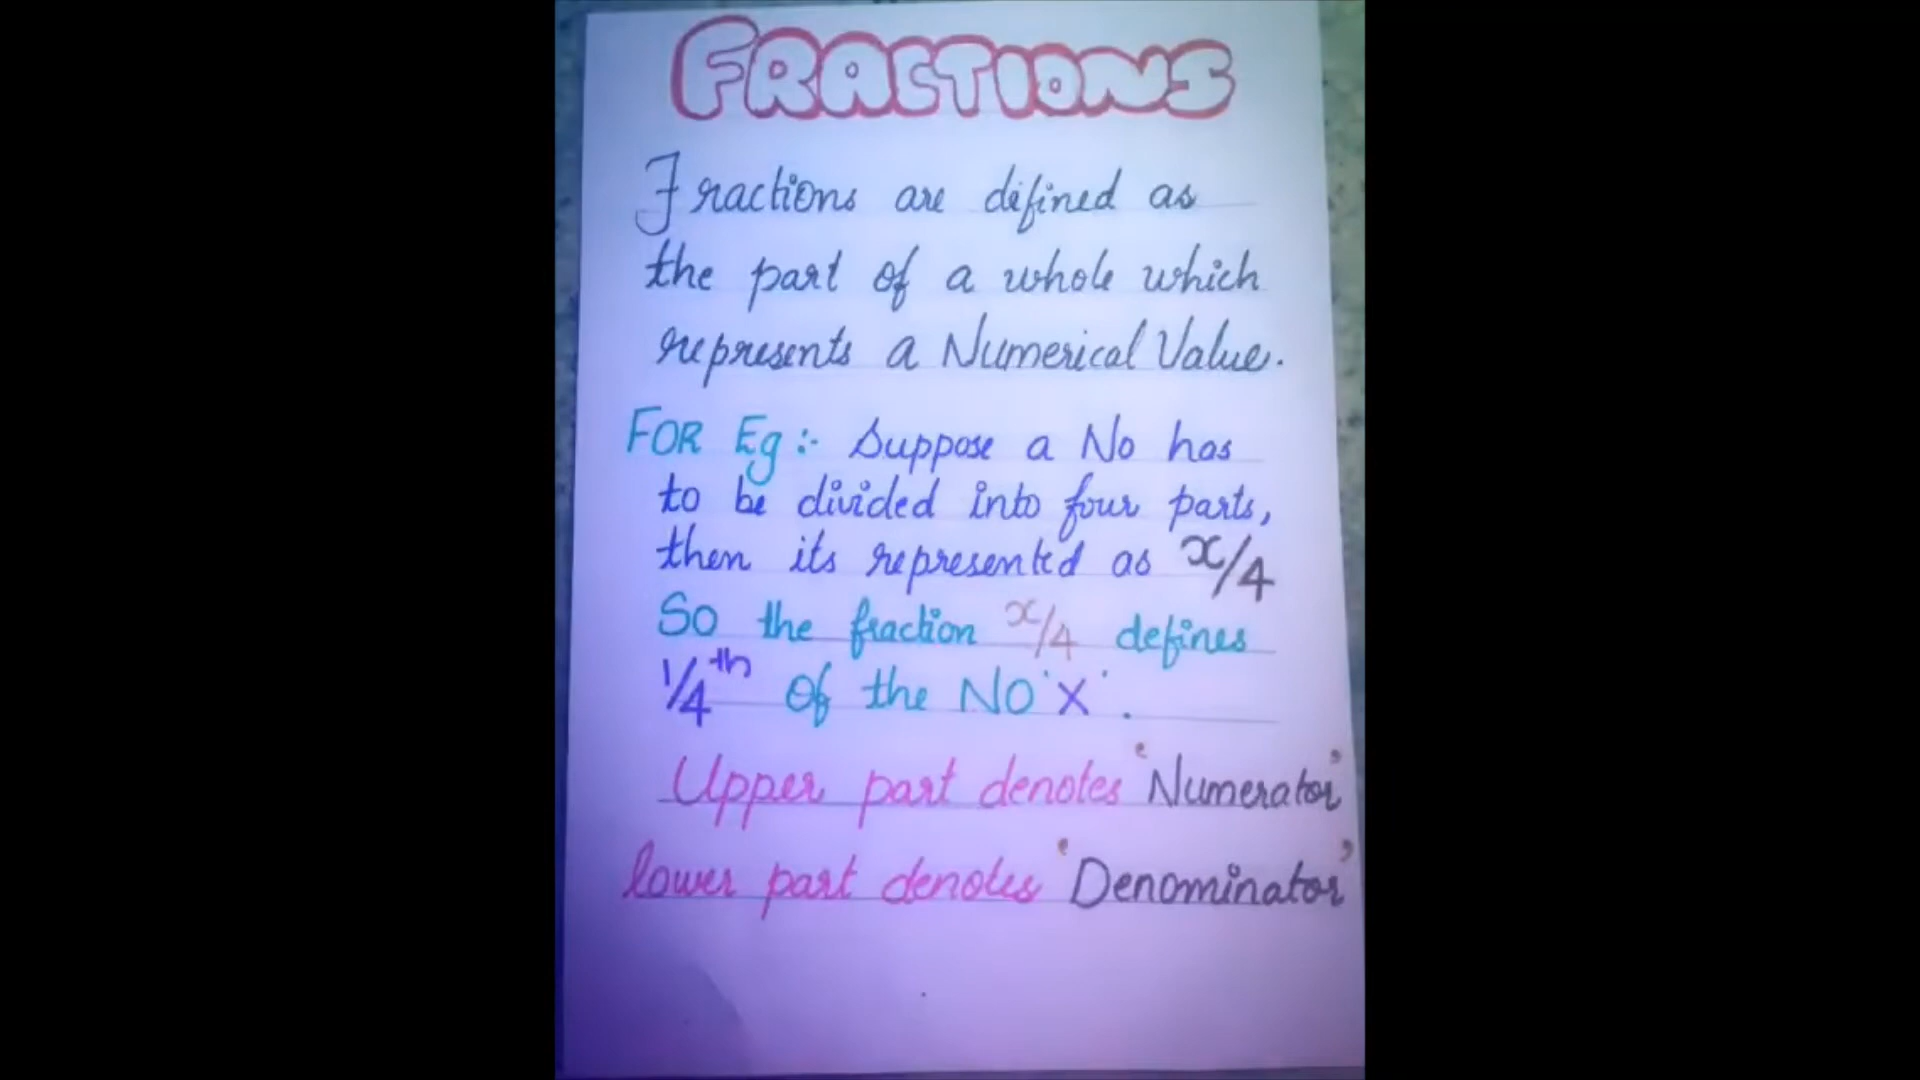 FRACTIONS
Fractions are defined as
the part of a whole which
represents a Numerical Value.
FOR Eg :- Suppose a No has
to be divided into four parts,
then its represented as x/4
So the fraction x/4 defines
1/4th of the NO 'X'.
Upper part denotes 'Numerator'
lower part denotes 'Denominator'